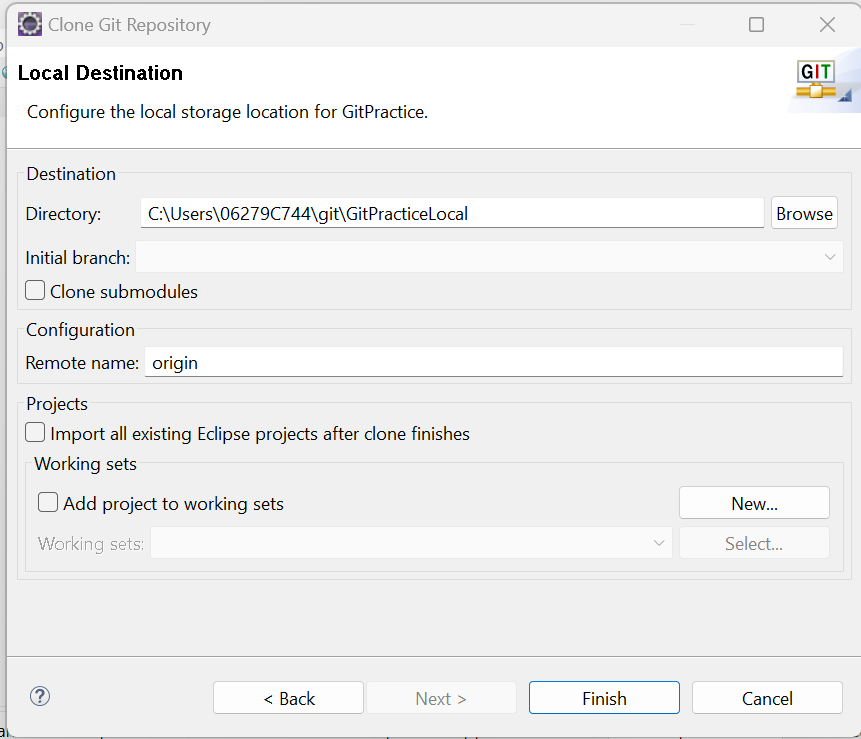 Clone Git Repository
Local Destination
GIT
Configure the local storage location for GitPractice.
Destination
Directory: C:\Users\06279C744\git\GitPracticeLocal Browse
Initial branch:
Clone submodules
Configuration
Remote name: origin
Projects
Import all existing Eclipse projects after clone finishes
Working sets
Add project to working sets New...
Working sets: Select...
? < Back Next > Finish Cancel